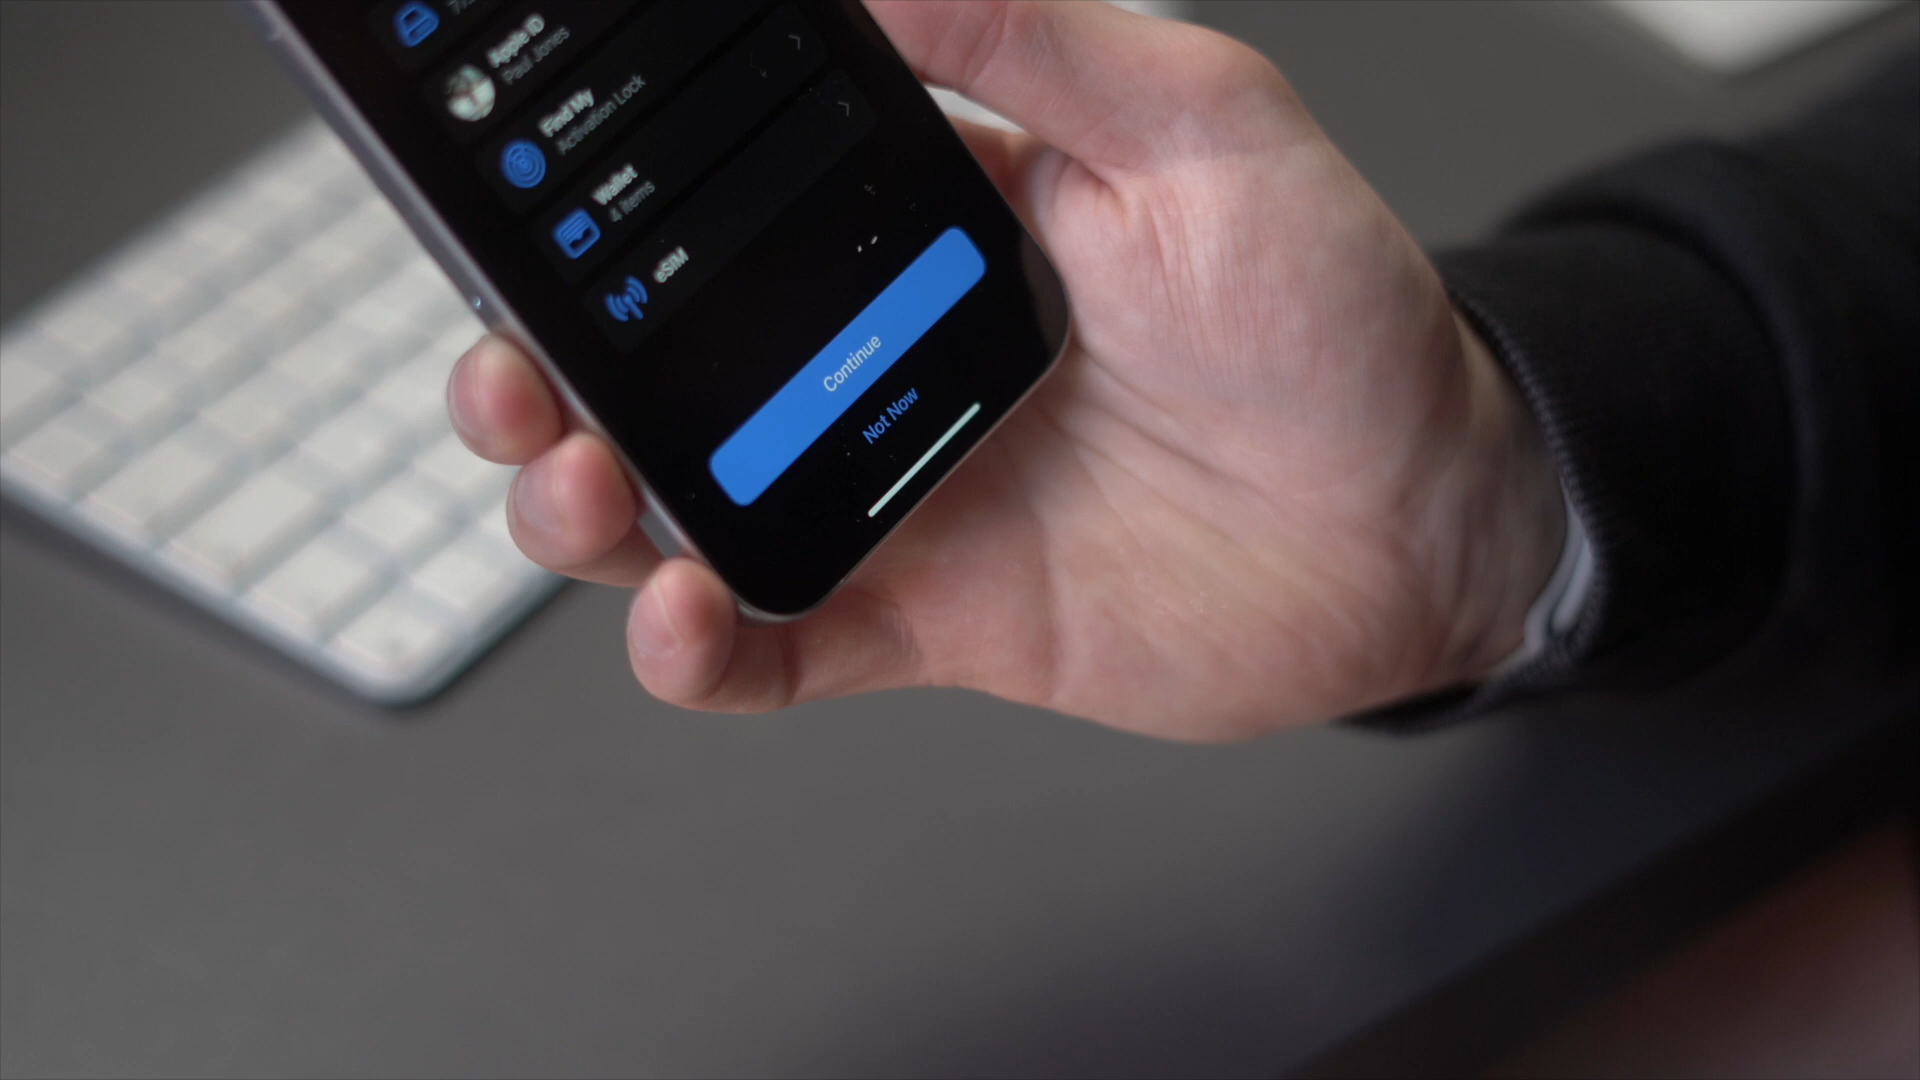 Apple ID
Paul Jones
Find My
Activation Lock
Wallet
4 items
eSIM
Continue
Not Now